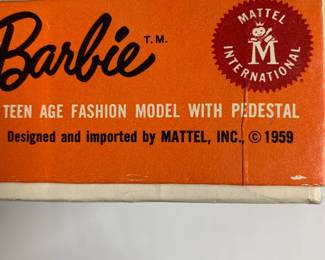 Barbie T.M.
MATTEL
M
INTERNATIONAL
TEEN AGE FASHION MODEL WITH PEDESTAL
Designed and imported by MATTEL, INC., © 1959